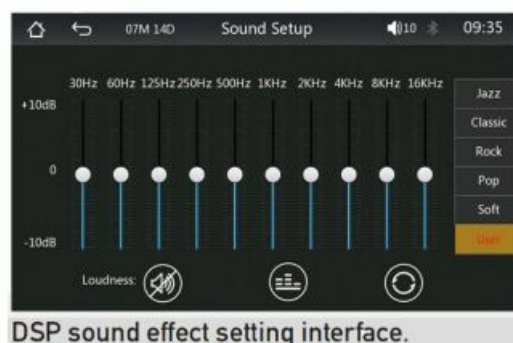 07M 14D Sound Setup 10 09:35
30Hz 60Hz 125Hz 250Hz 500Hz 1KHz 2KHz 4KHz 8KHz 16KHz
+10dB
0
-10dB
Jazz
Classic
Rock
Pop
Soft
User
Loudness:
DSP sound effect setting interface.